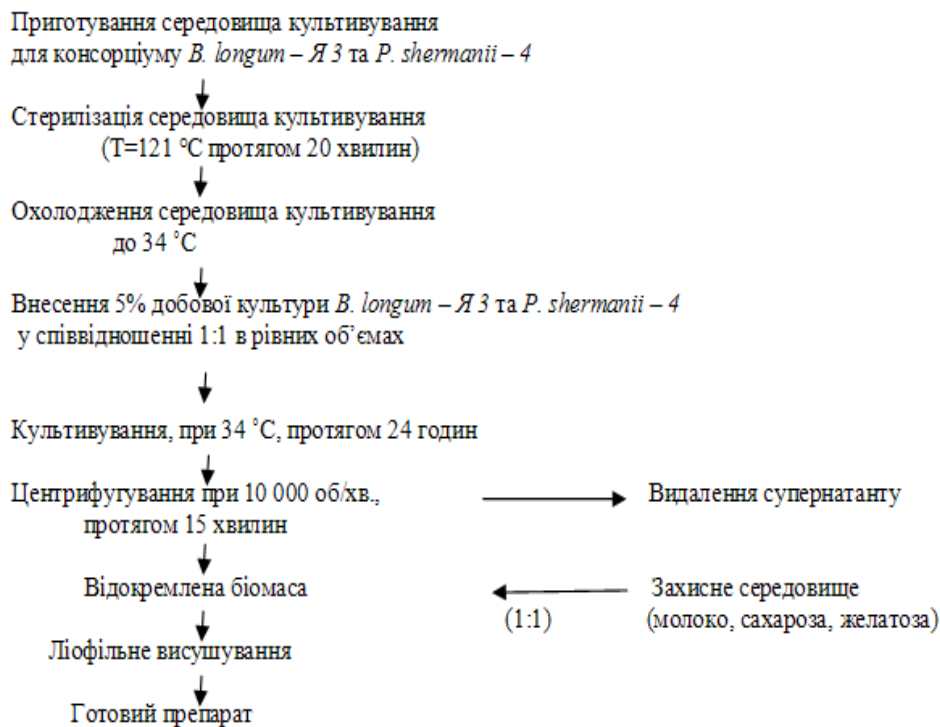 Приготування середовища культивування
для консорціуму B. longum – Я 3 та P. shermanii – 4
Стерилізація середовища культивування
(Т=121 °С протягом 20 хвилин)
Охолодження середовища культивування
до 34 ˚С
Внесення 5% добової культури B. longum – Я 3 та P. shermanii – 4
у співвідношенні 1:1 в рівних об’ємах
Культивування, при 34 ˚С, протягом 24 годин
Центрифугування при 10 000 об/хв.,
протягом 15 хвилин
Видалення супернатанту
Відокремлена біомаса
(1:1)
Захисне середовище
(молоко, сахароза, желатоза)
Ліофільне висушування
Готовий препарат